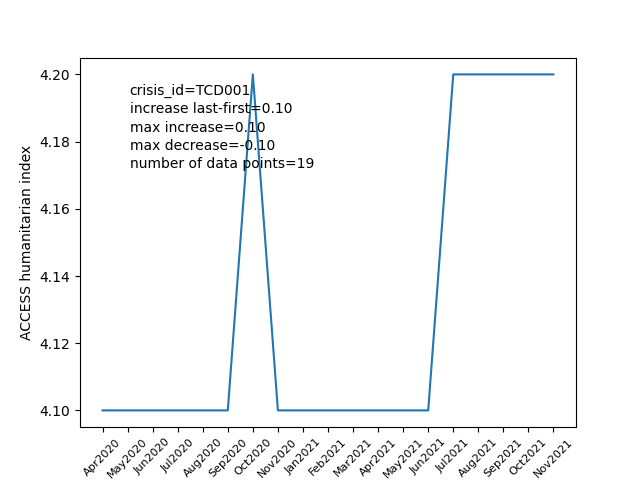 4.20
4.18
4.16
4.14
4.12
4.10
ACCESS humanitarian index
crisis_id=TCD001
increase last-first=0.10
max increase=0.10
max decrease=-0.10
number of data points=19
Apr2020
May2020
Jun2020
Jul2020
Aug2020
Sep2020
Oct2020
Nov2020
Jan2021
Feb2021
Mar2021
Apr2021
May2021
Jun2021
Jul2021
Aug2021
Sep2021
Oct2021
Nov2021